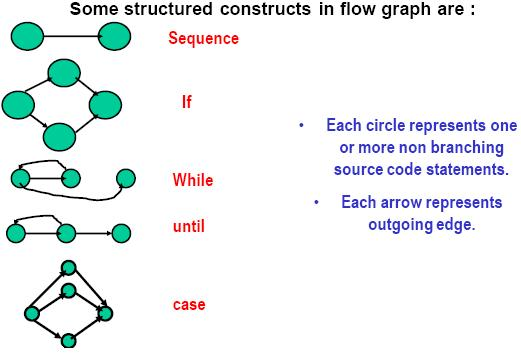 Some structured constructs in flow graph are :
Sequence
If
While
until
case
• Each circle represents one
or more non branching
source code statements.
• Each arrow represents
outgoing edge.